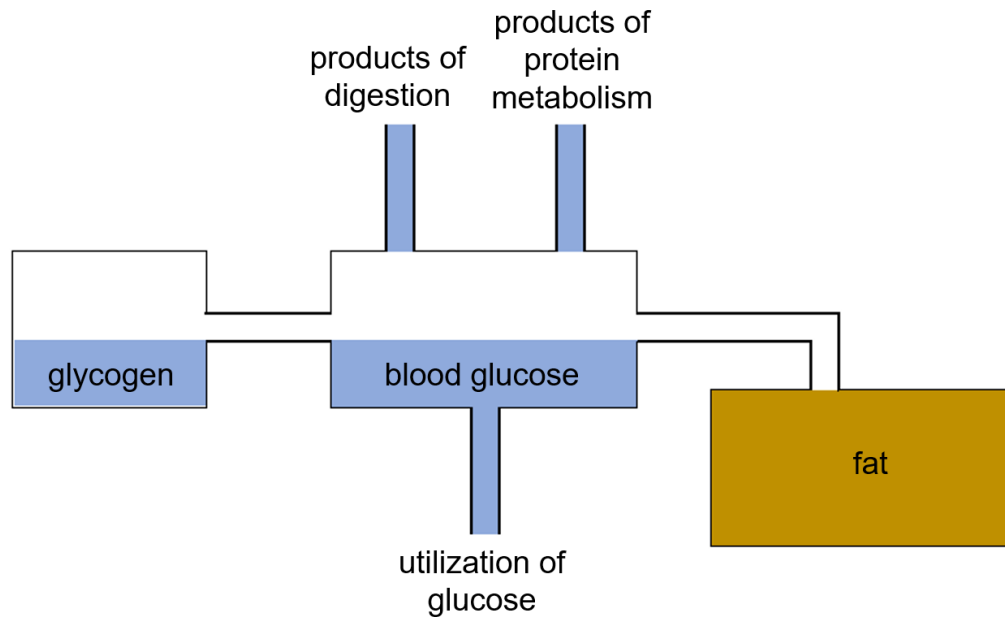 products of
digestion
products of
protein
metabolism
glycogen
blood glucose
fat
utilization of
glucose